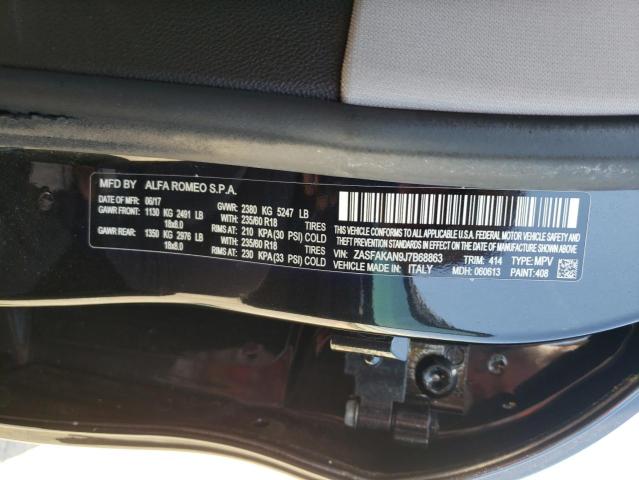 MFD BY ALFA ROMEO S.P.A.
DATE OF MFR: 06/17 GVWR: 2380 KG 5247 LB
GAWR FRONT: 1130 KG 2491 LB WITH: 235/60 R18 TIRES
18x8.0 RIMS AT: 210 KPA(30 PSI) COLD
GAWR REAR: 1350 KG 2976 LB WITH: 235/60 R18 TIRES
18x8.0 RIMS AT: 230 KPA(33 PSI) COLD
THIS VEHICLE CONFORMS TO ALL APPLICABLE U.S.A. FEDERAL MOTOR VEHICLE SAFETY, BUMPER, AND
THEFT PREVENTION STANDARDS IN EFFECT ON THE DATE OF MANUFACTURE SHOWN ABOVE
VIN: ZASFAKAN9J7B68863 TRIM: 414 TYPE: MPV
VEHICLE MADE IN: ITALY MDH: 060613 PAINT: 408